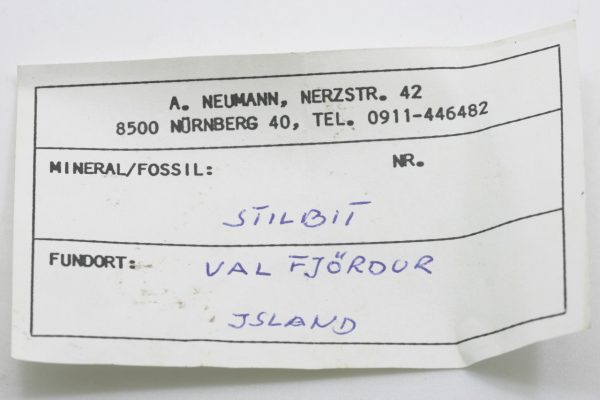 A. NEUMANN, NERZSTR. 42
8500 NÜRNBERG 40, TEL. 0911-446482
MINERAL/FOSSIL: NR.
STILBIT
FUNDORT: VAL FJÖRDUR
JSLAND